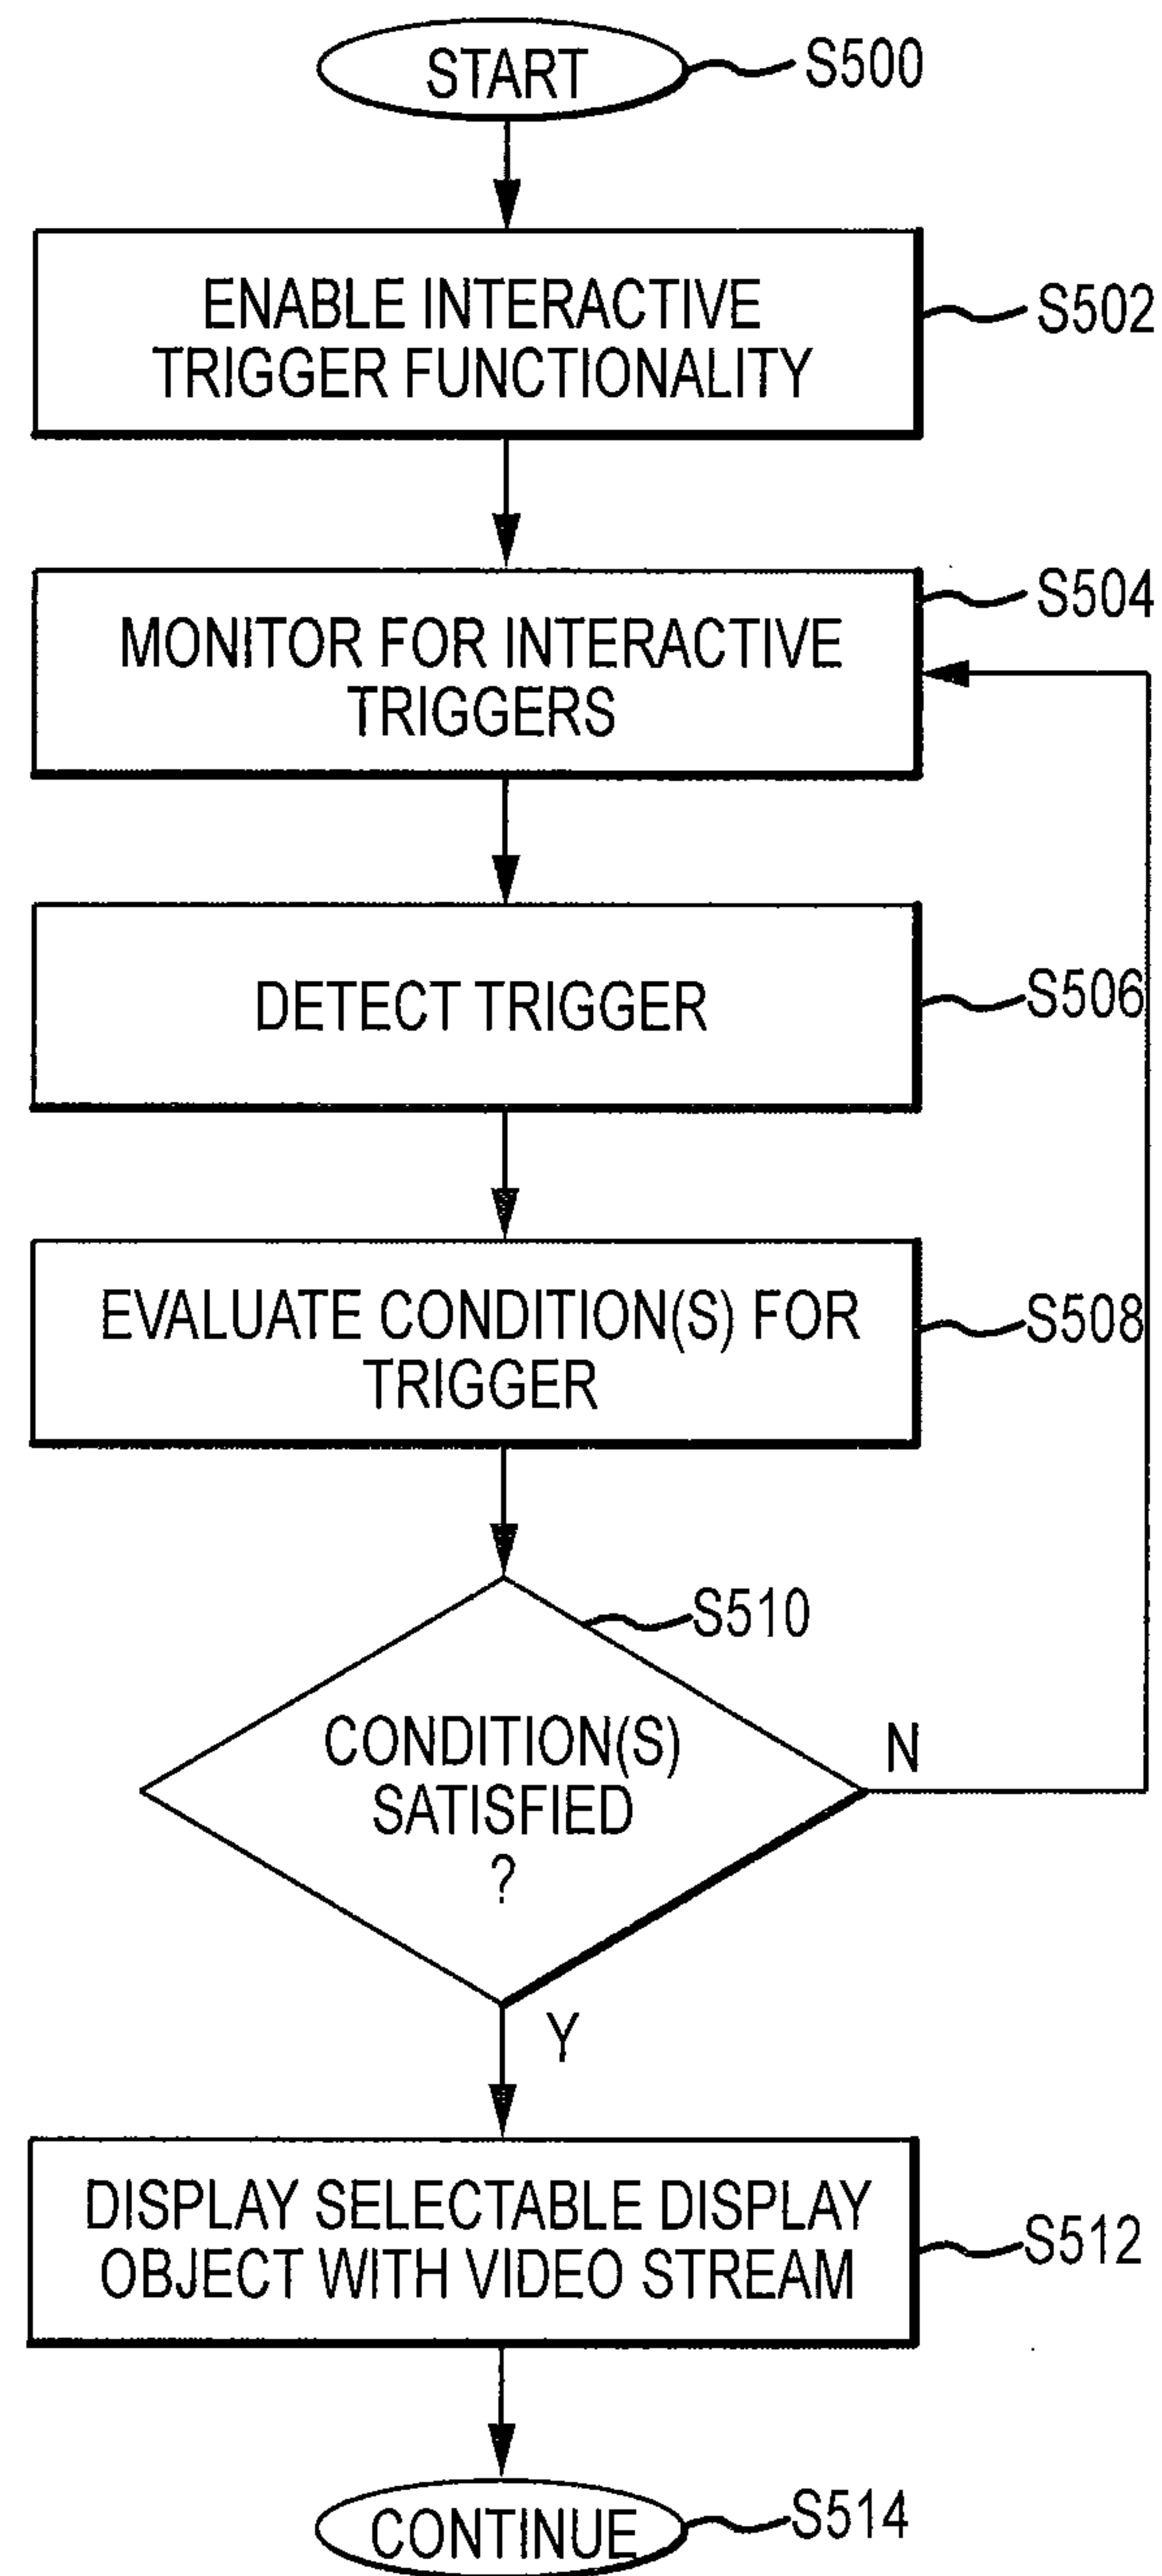 START
S500
ENABLE INTERACTIVE
TRIGGER FUNCTIONALITY
S502
MONITOR FOR INTERACTIVE
TRIGGERS
S504
DETECT TRIGGER
S506
EVALUATE CONDITION(S) FOR
TRIGGER
S508
S510
CONDITION(S)
SATISFIED
?
N
Y
DISPLAY SELECTABLE DISPLAY
OBJECT WITH VIDEO STREAM
S512
CONTINUE
S514